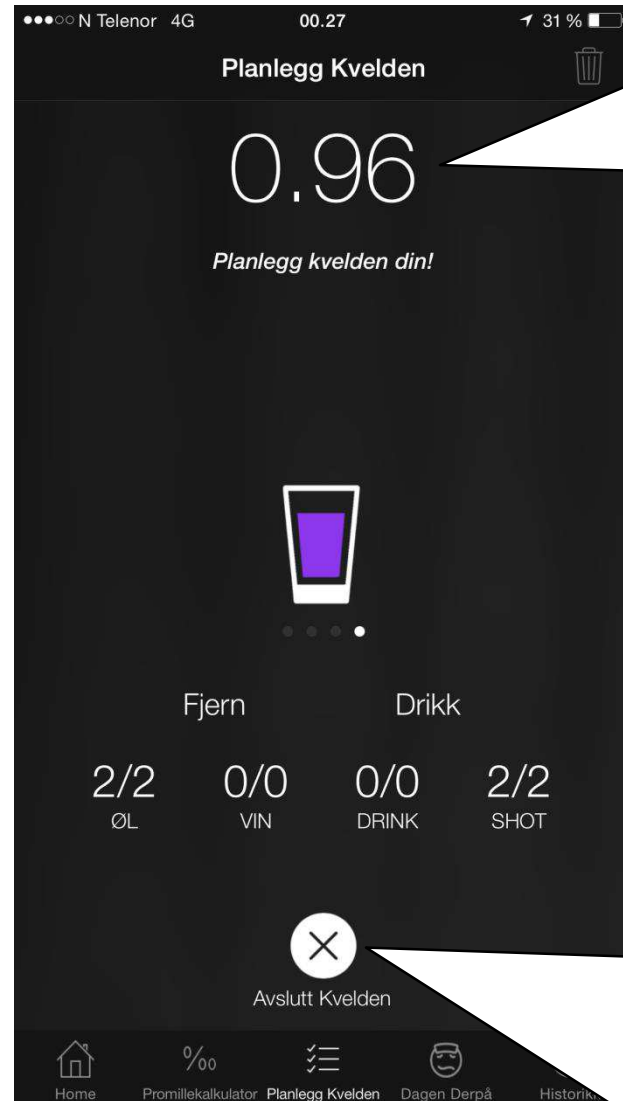 N Telenor 4G 00.27 31 %
Planlegg Kvelden
0.96
Planlegg kvelden din!
Fjern Drikk
2/2 0/0 0/0 2/2
ØL VIN DRINK SHOT
Avslutt Kvelden
‰
Home Promillekalkulator Planlegg Kvelden Dagen Derpå